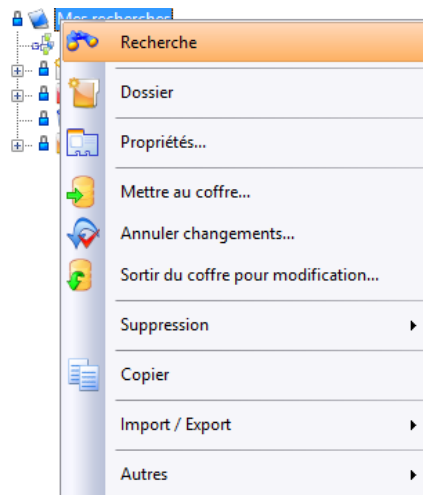 Mes recherches
Recherche
Dossier
Propriétés...
Mettre au coffre...
Annuler changements...
Sortir du coffre pour modification...
Suppression
Copier
Import / Export
Autres